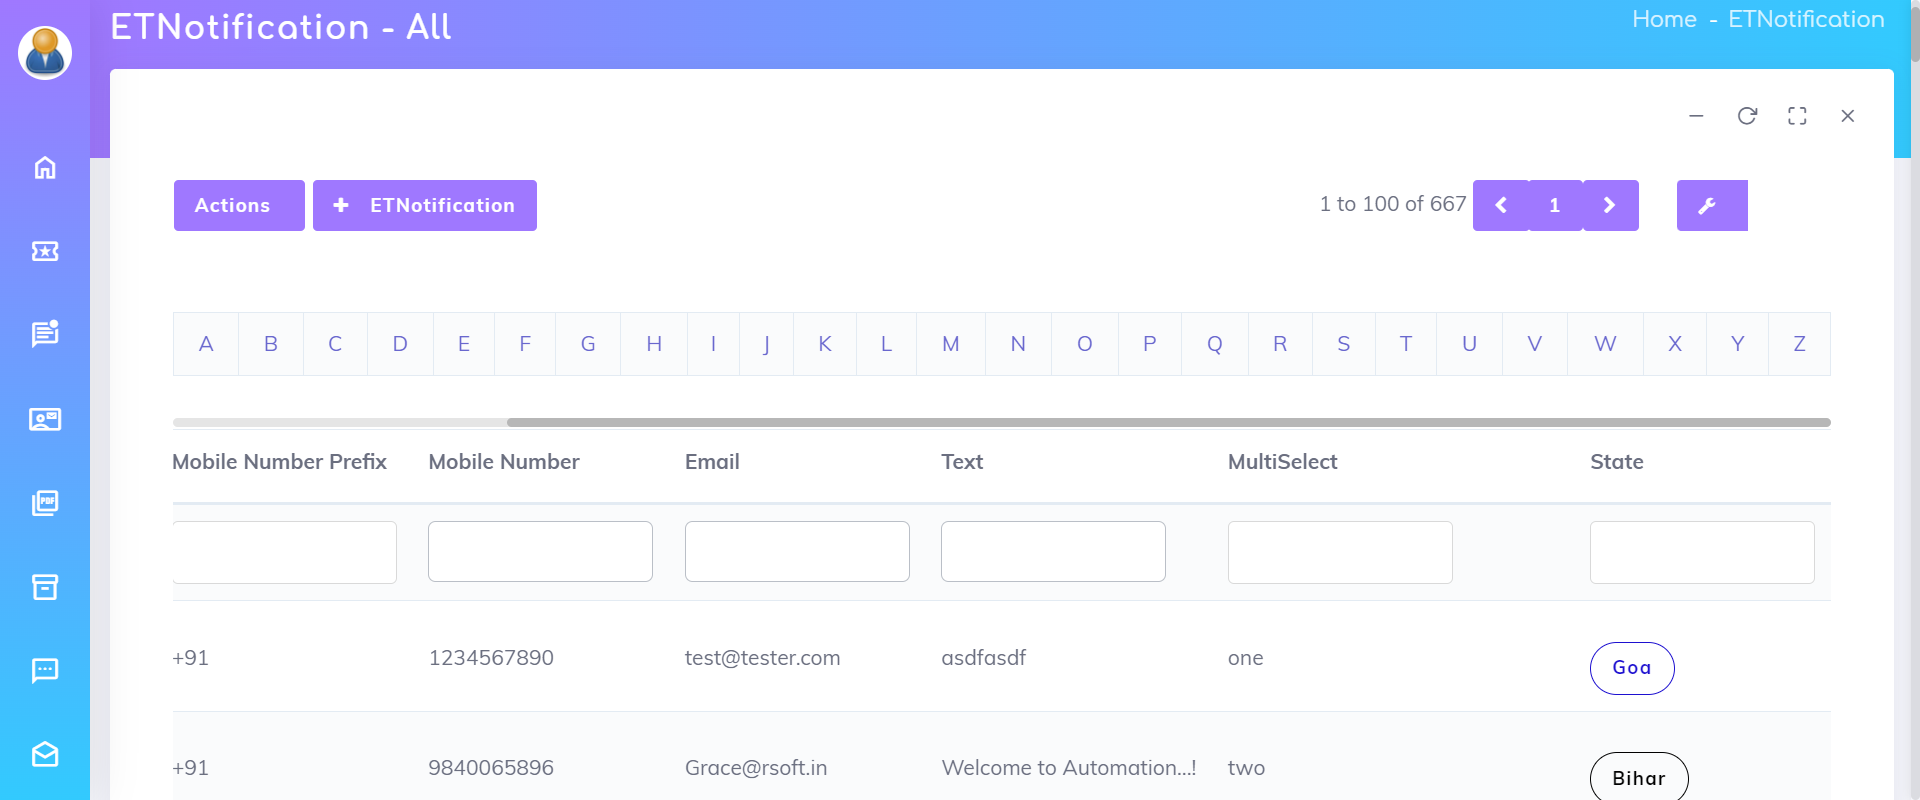 ETNotification - All
Home - ETNotification
Actions
ETNotification
1 to 100 of 667
1
A B C D E F G H I J K L M N O P Q R S T U V W X Y Z
Mobile Number Prefix Mobile Number Email Text MultiSelect State
+91 1234567890 test@tester.com asdfasdf one Goa
+91 9840065896 Grace@rsoft.in Welcome to Automation...! two Bihar
PDF